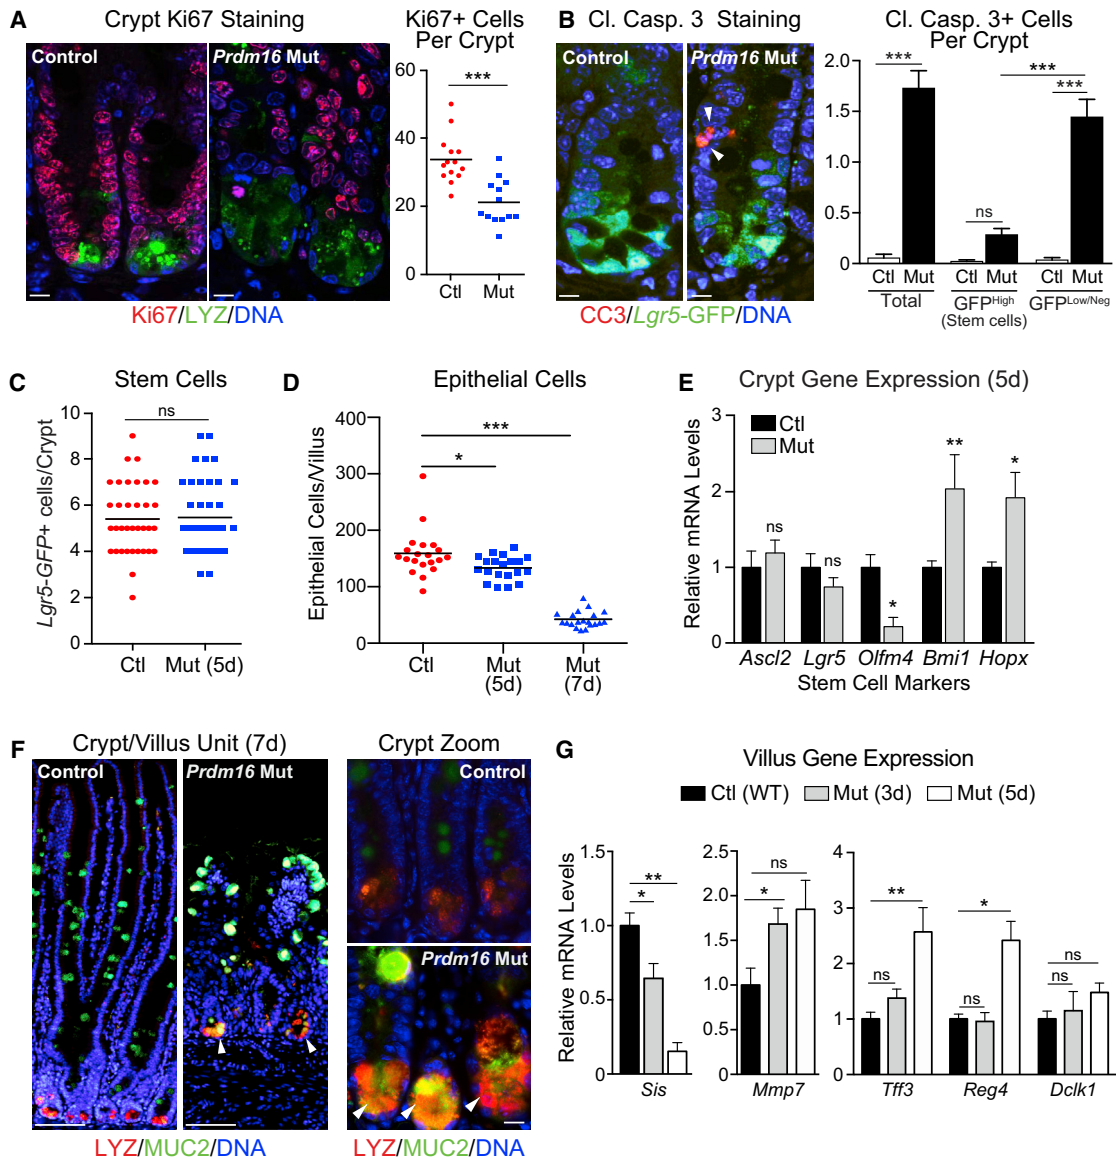 A
Crypt Ki67 Staining
Control
Prdm16 Mut
Ki67/LYZ/DNA
Ki67+ Cells
Per Crypt
60
40
20
0
***
Ctl
Mut
B
Cl. Casp. 3 Staining
Control
Prdm16 Mut
CC3/Lgr5-GFP/DNA
Cl. Casp. 3+ Cells
Per Crypt
2.0
1.5
1.0
0.5
0
***
ns
***
***
Ctl Mut
Ctl Mut
Ctl Mut
Total
GFPHigh
(Stem cells)
GFPLow/Neg
C
Stem Cells
Lgr5-GFP+ cells/Crypt
10
8
6
4
2
0
ns
Ctl
Mut (5d)
D
Epithelial Cells
Epithelial Cells/Villus
400
300
200
100
0
***
*
Ctl
Mut
(5d)
Mut
(7d)
E
Crypt Gene Expression (5d)
Relative mRNA Levels
3
2
1
0
Ctl
Mut
ns
ns
*
**
*
Ascl2
Lgr5
Olfm4
Bmi1
Hopx
Stem Cell Markers
F
Crypt/Villus Unit (7d)
Control
Prdm16 Mut
LYZ/MUC2/DNA
Crypt Zoom
Control
Prdm16 Mut
LYZ/MUC2/DNA
G
Villus Gene Expression
Ctl (WT)
Mut (3d)
Mut (5d)
Relative mRNA Levels
1.5
1.0
0.5
0
**
*
Sis
2.5
2.0
1.5
1.0
0.5
0
ns
*
Mmp7
4
3
2
1
0
**
ns
*
ns
ns
ns
Tff3
Reg4
Dclk1